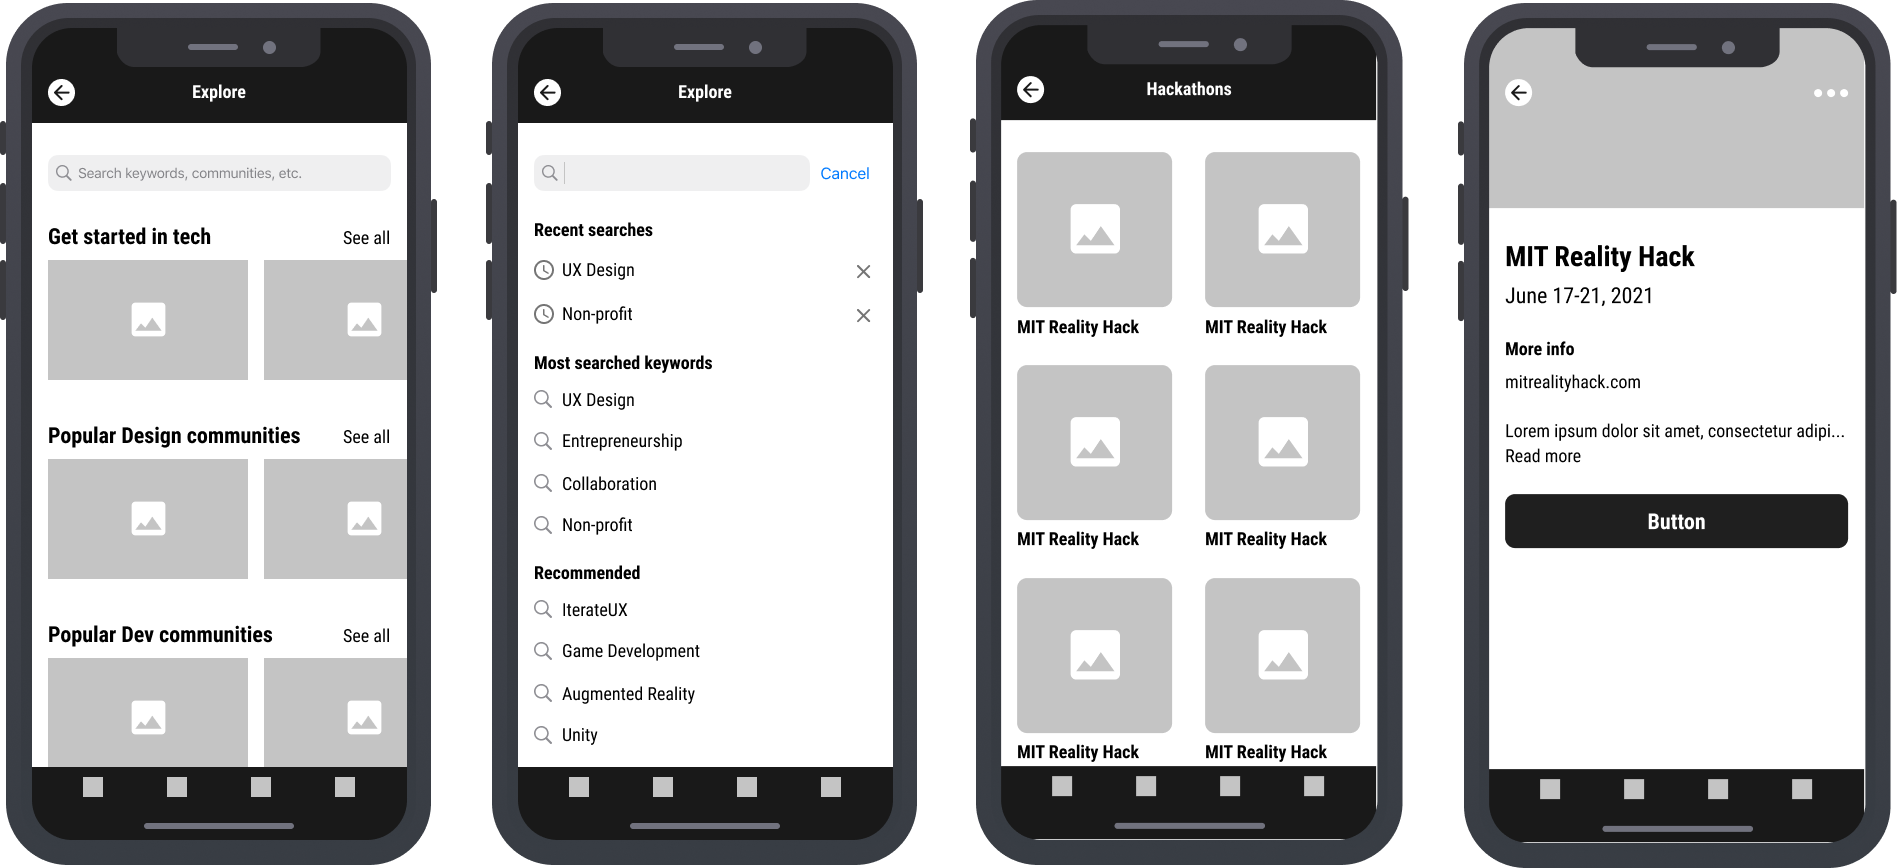 Explore
Search keywords, communities, etc.
Get started in tech
See all
Popular Design communities
See all
Popular Dev communities
See all
Explore
Cancel
Recent searches
UX Design
Non-profit
Most searched keywords
UX Design
Entrepreneurship
Collaboration
Non-profit
Recommended
IterateUX
Game Development
Augmented Reality
Unity
Hackathons
MIT Reality Hack
MIT Reality Hack
MIT Reality Hack
MIT Reality Hack
MIT Reality Hack
MIT Reality Hack
MIT Reality Hack
June 17-21, 2021
More info
mitrealityhack.com
Lorem ipsum dolor sit amet, consectetur adipi...
Read more
Button